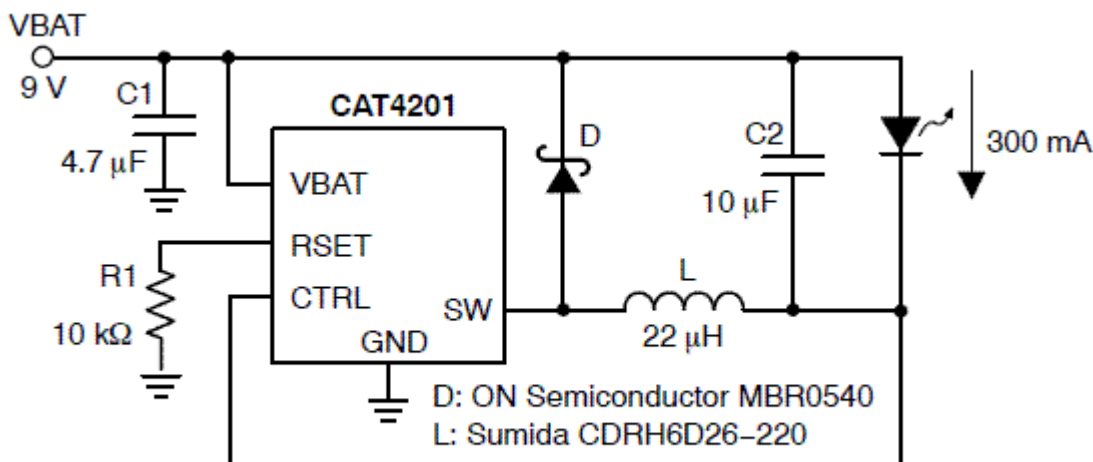 VBAT
9 V
C1
4.7 µF
CAT4201
VBAT
RSET
CTRL
SW
GND
R1
10 kΩ
D
C2
10 µF
300 mA
L
22 µH
D: ON Semiconductor MBR0540
L: Sumida CDRH6D26−220